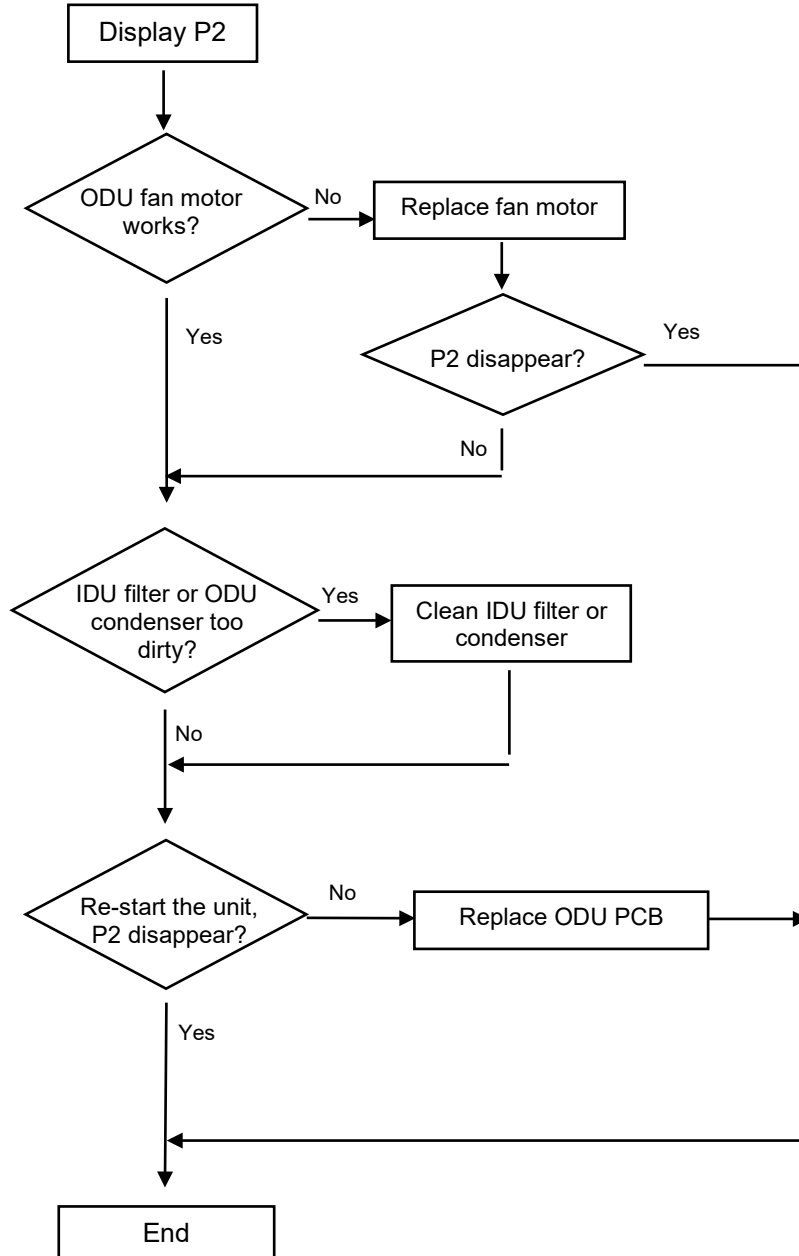 Display P2
ODU fan motor
works?
No
Replace fan motor
Yes
P2 disappear?
Yes
No
IDU filter or ODU
condenser too
dirty?
Yes
Clean IDU filter or
condenser
No
Re-start the unit,
P2 disappear?
No
Replace ODU PCB
Yes
End